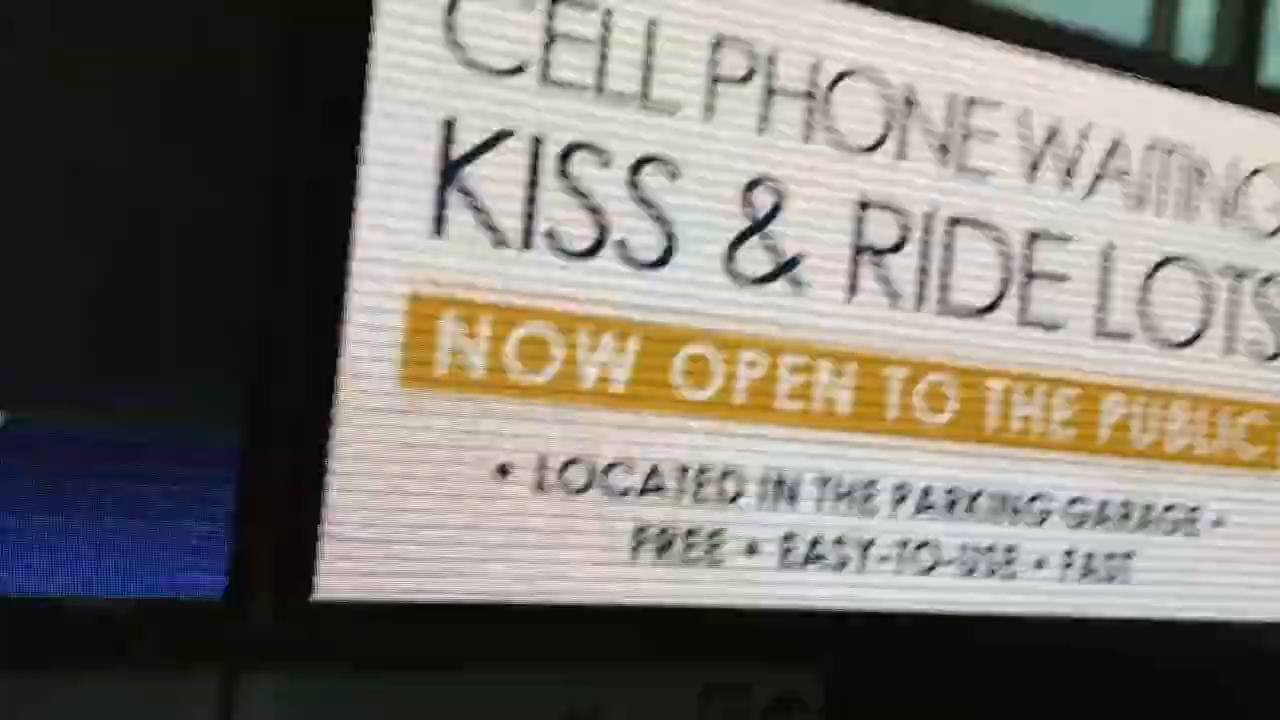 CELL PHONE WAITING
KISS & RIDE LOTS
NOW OPEN TO THE PUBLIC
• LOCATED IN THE PARKING GARAGE •
FREE • EASY-TO-USE • FAST